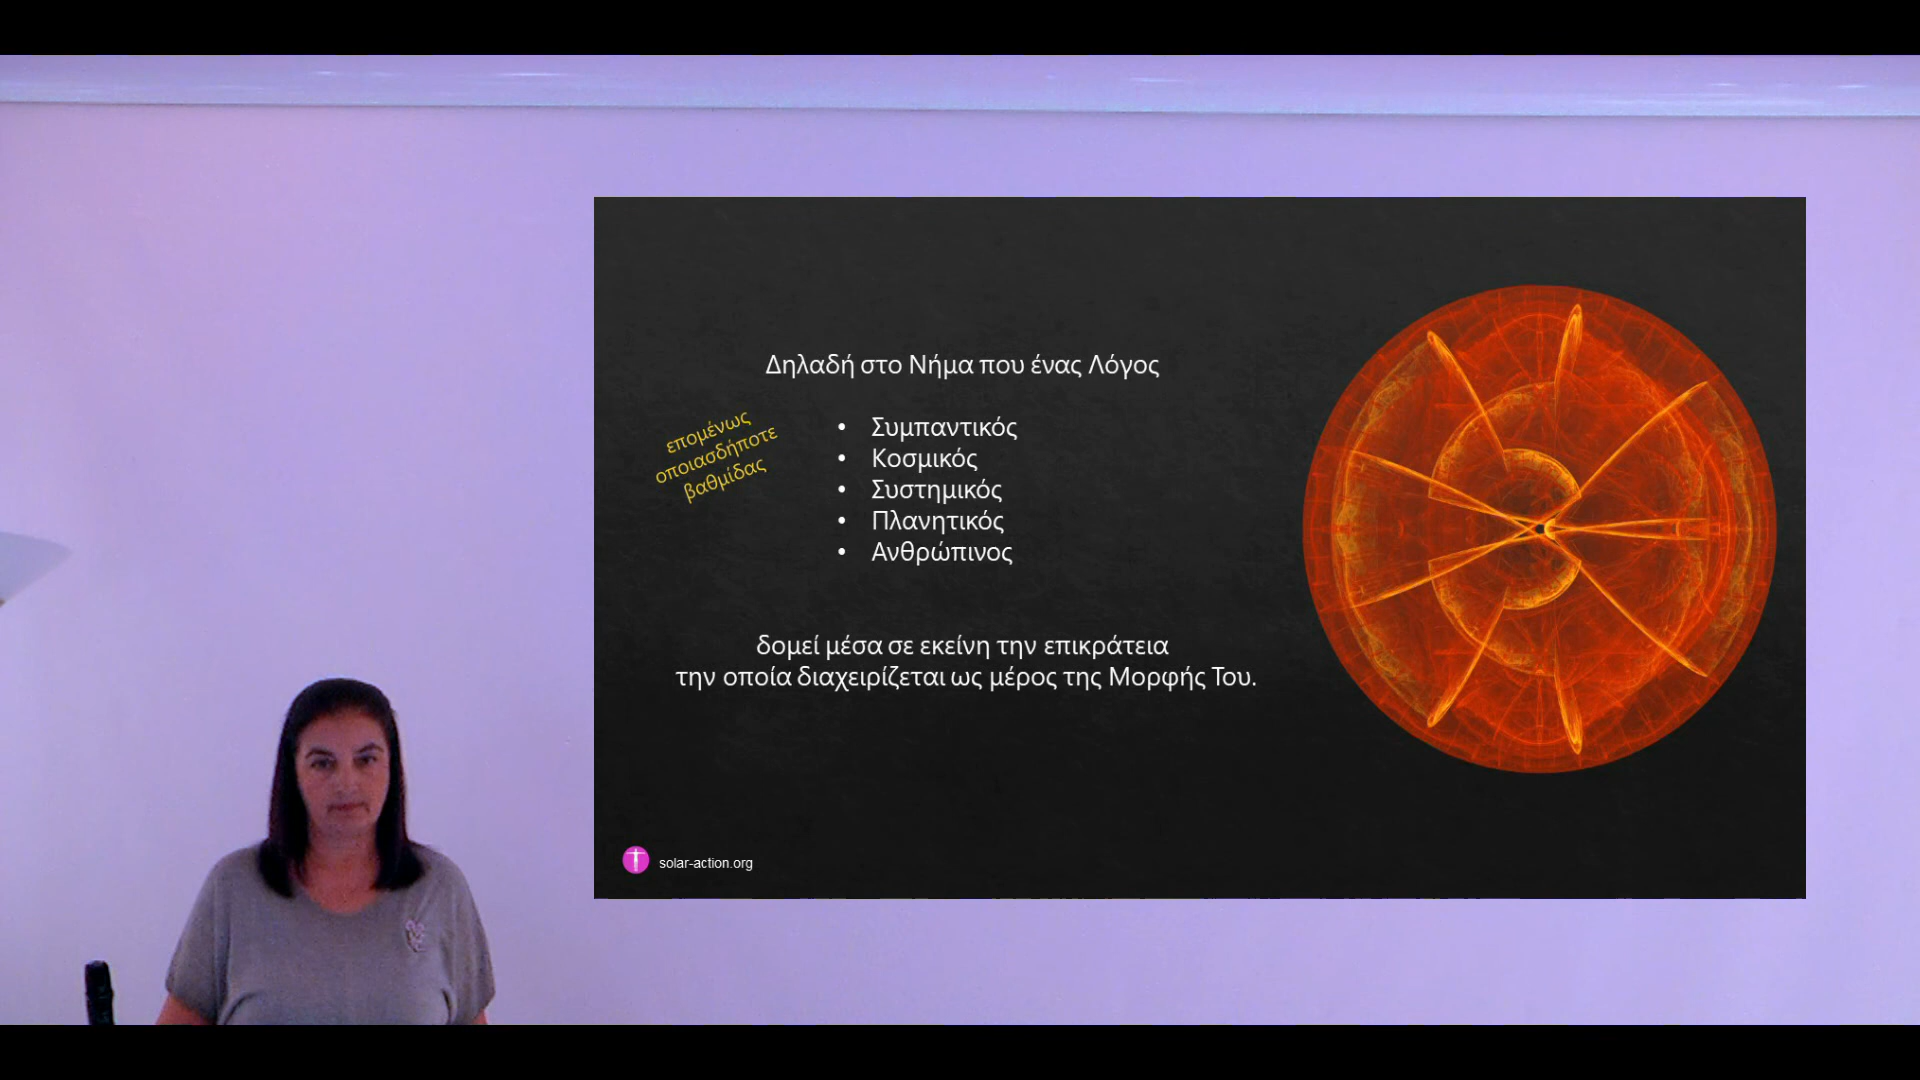 Δηλαδή στο Νήμα που ένας Λόγος
επομένως
οποιασδήποτε
βαθμίδας
• Συμπαντικός
• Κοσμικός
• Συστημικός
• Πλανητικός
• Ανθρώπινος
δομεί μέσα σε εκείνη την επικράτεια
την οποία διαχειρίζεται ως μέρος της Μορφής Του.
solar-action.org